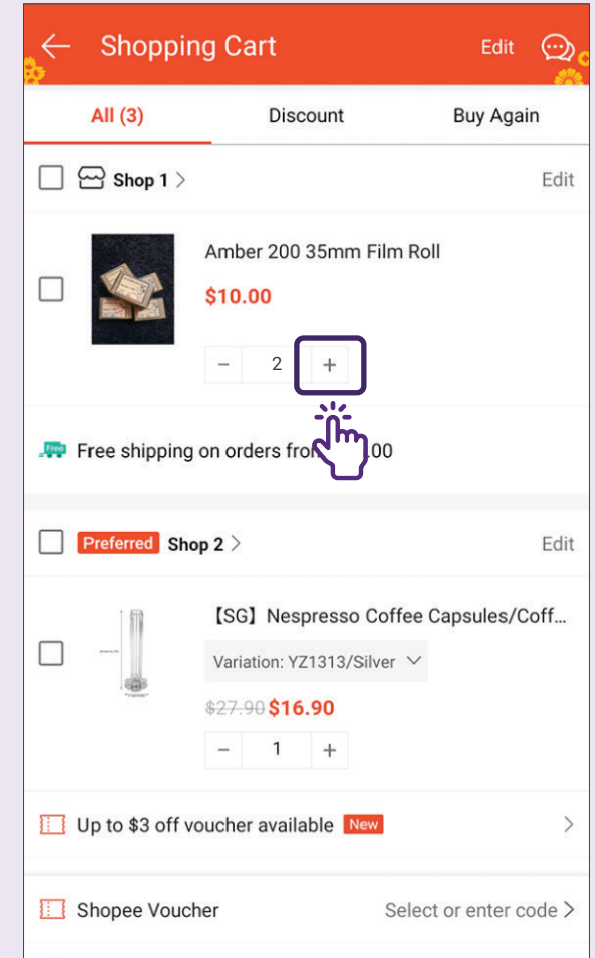 Shopping Cart Edit
All (3) Discount Buy Again
Shop 1 > Edit
Amber 200 35mm Film Roll
$10.00
- 2 +
Free Free shipping on orders from .00
Preferred Shop 2 > Edit
【SG】Nespresso Coffee Capsules/Coff...
Variation: YZ1313/Silver
$27.90 $16.90
- 1 +
Up to $3 off voucher available New >
Shopee Voucher Select or enter code >